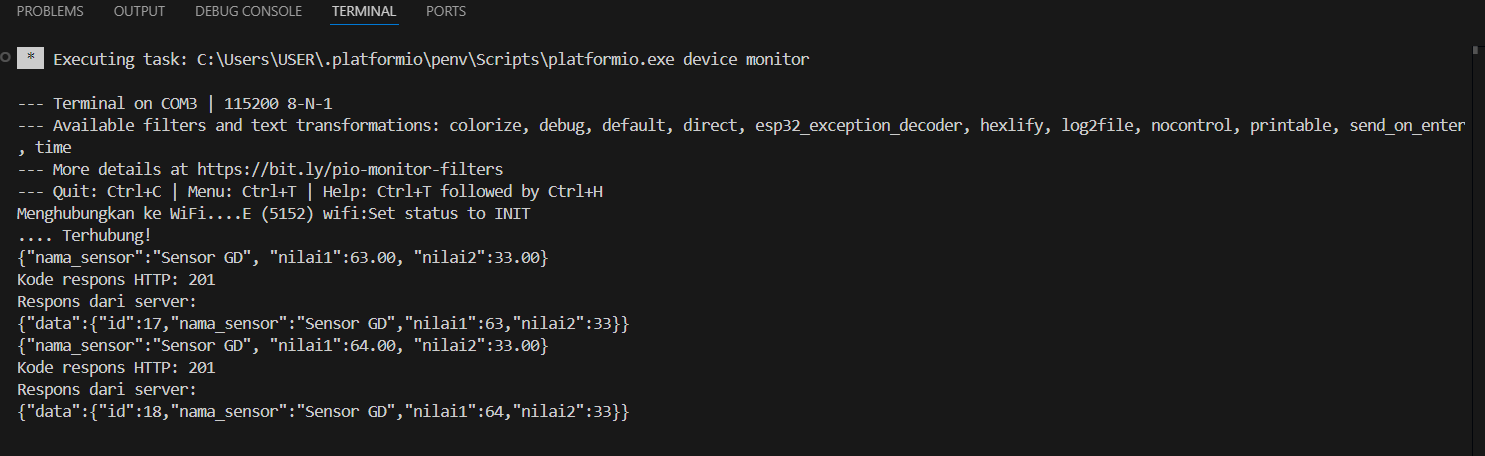 PROBLEMS OUTPUT DEBUG CONSOLE TERMINAL PORTS
* Executing task: C:\Users\USER\.platformio\penv\Scripts\platformio.exe device monitor
--- Terminal on COM3 | 115200 8-N-1
--- Available filters and text transformations: colorize, debug, default, direct, esp32_exception_decoder, hexlify, log2file, nocontrol, printable, send_on_enter
, time
--- More details at https://bit.ly/pio-monitor-filters
--- Quit: Ctrl+C | Menu: Ctrl+T | Help: Ctrl+T followed by Ctrl+H
Menghubungkan ke WiFi....E (5152) wifi:Set status to INIT
.... Terhubung!
{"nama_sensor":"Sensor GD", "nilai1":63.00, "nilai2":33.00}
Kode respons HTTP: 201
Respons dari server:
{"data":{"id":17,"nama_sensor":"Sensor GD","nilai1":63,"nilai2":33}}
{"nama_sensor":"Sensor GD", "nilai1":64.00, "nilai2":33.00}
Kode respons HTTP: 201
Respons dari server:
{"data":{"id":18,"nama_sensor":"Sensor GD","nilai1":64,"nilai2":33}}